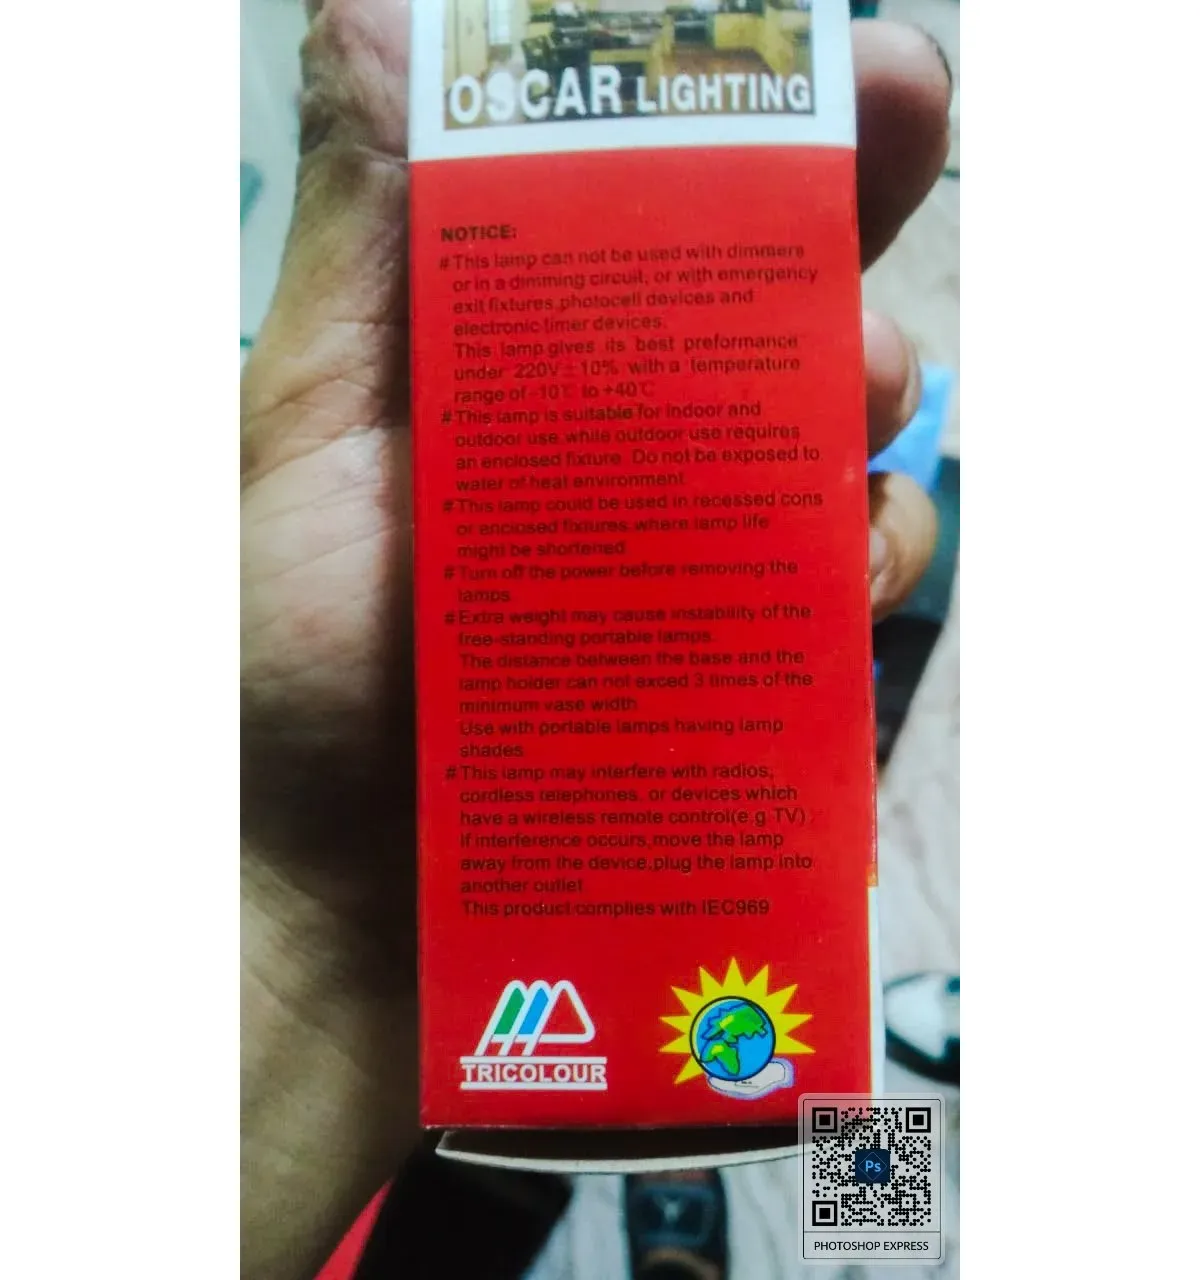 OSCAR LIGHTING
NOTICE:
# This lamp can not be used with dimmers
or in a dimming circuit, or with emergency
exit fixtures,photocell devices and
electronic timer devices.
This lamp gives its best preformance
under 220V±10% with a temperature
range of -10℃ to +40℃
# This lamp is suitable for indoor and
outdoor use,while outdoor use requires
an enclosed fixture. Do not be exposed to
water of heat environment
# This lamp could be used in recessed cons
or enclosed fixtures where lamp life
might be shortened
# Turn off the power before removing the
lamps
# Extra weight may cause instability of the
free-standing portable lamps.
The distance between the base and the
lamp holder can not exced 3 times of the
minimum vase width
Use with portable lamps having lamp
shades
# This lamp may interfere with radios,
cordless telephones, or devices which
have a wireless remote control(e.g.TV).
If interference occurs,move the lamp
away from the device,plug the lamp into
another outlet
This product complies with IEC969
TRICOLOUR
Ps
PHOTOSHOP EXPRESS